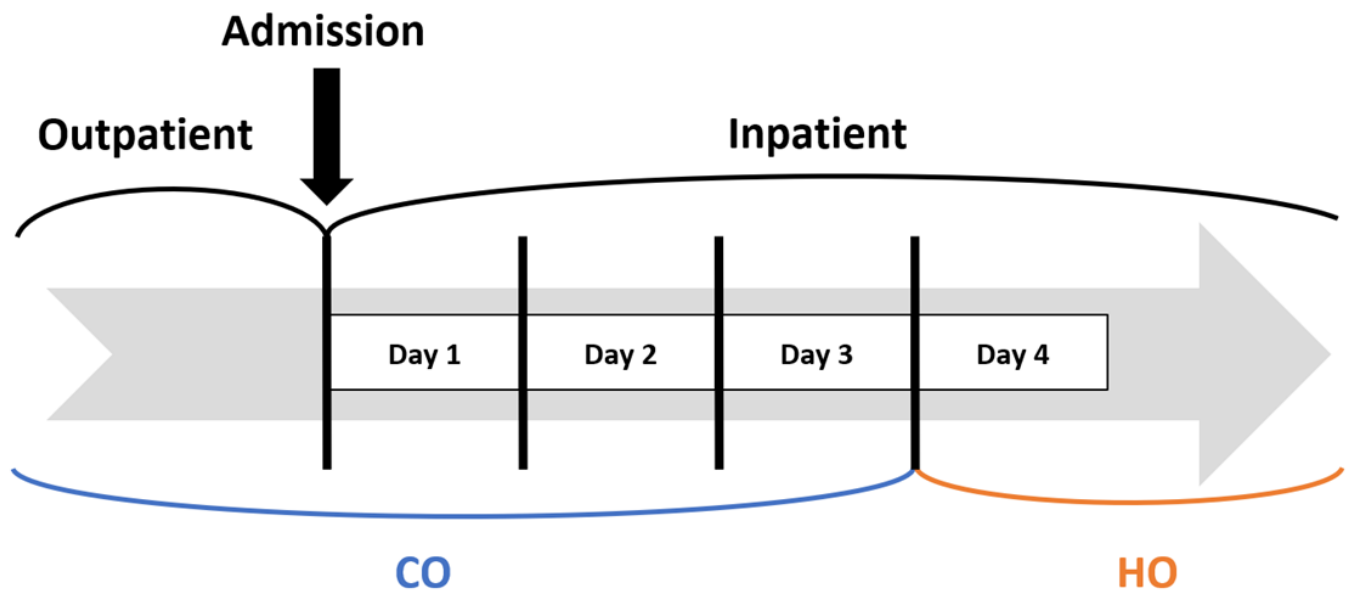 Admission
Outpatient
Inpatient
Day 1
Day 2
Day 3
Day 4
CO
HO